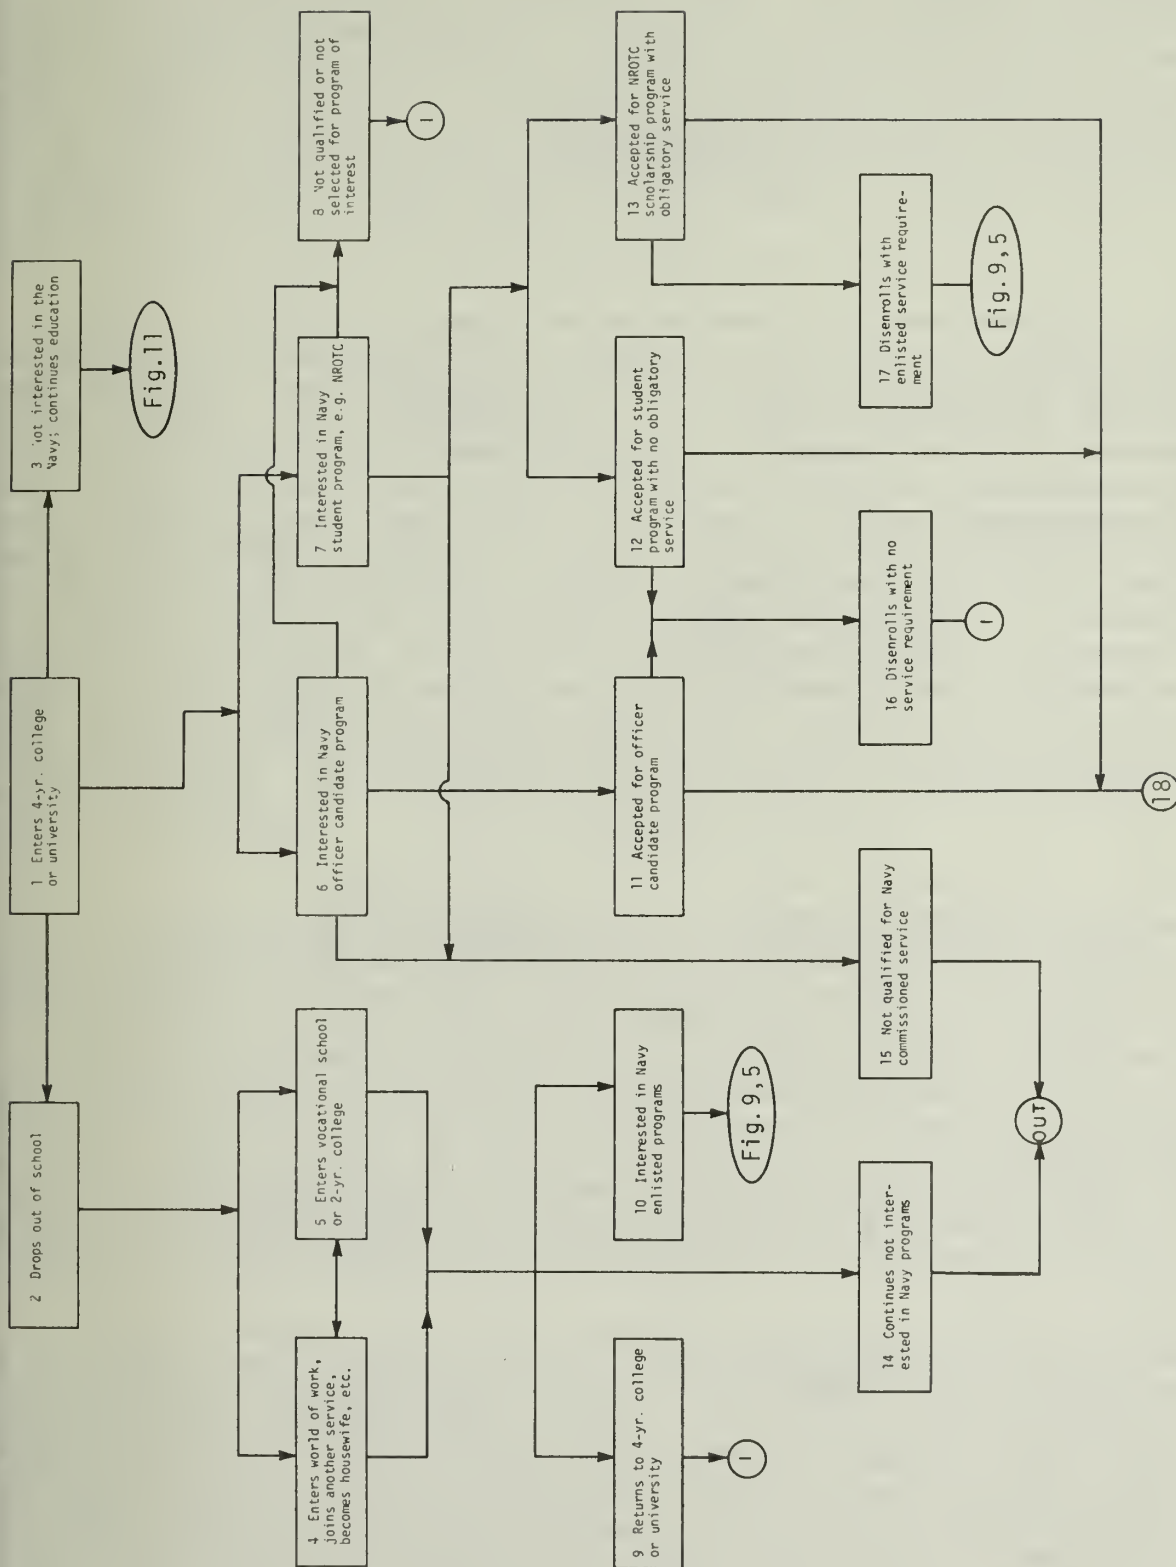 1 Enters 4-yr. college
or university
2 Drops out of school
3 Not interested in the
Navy; continues education
Fig.11
4 Enters world of work,
joins another service,
becomes housewife, etc.
5 Enters vocational school
or 2-yr. college
6 Interested in Navy
officer candidate program
7 Interested in Navy
student program, e.g. NROTC
8 Not qualified or not
selected for program of
interest
1
9 Returns to 4-yr. college
or university
1
10 Interested in Navy
enlisted programs
Fig. 9,5
11 Accepted for officer
candidate program
12 Accepted for student
program with no obligatory
service
13 Accepted for NROTC
scholarship program with
obligatory service
14 Continues not inter-
ested in Navy programs
15 Not qualified for Navy
commissioned service
OUT
16 Disenrolls with no
service requirement
1
17 Disenrolls with
enlisted service require-
ment
Fig. 9,5
18